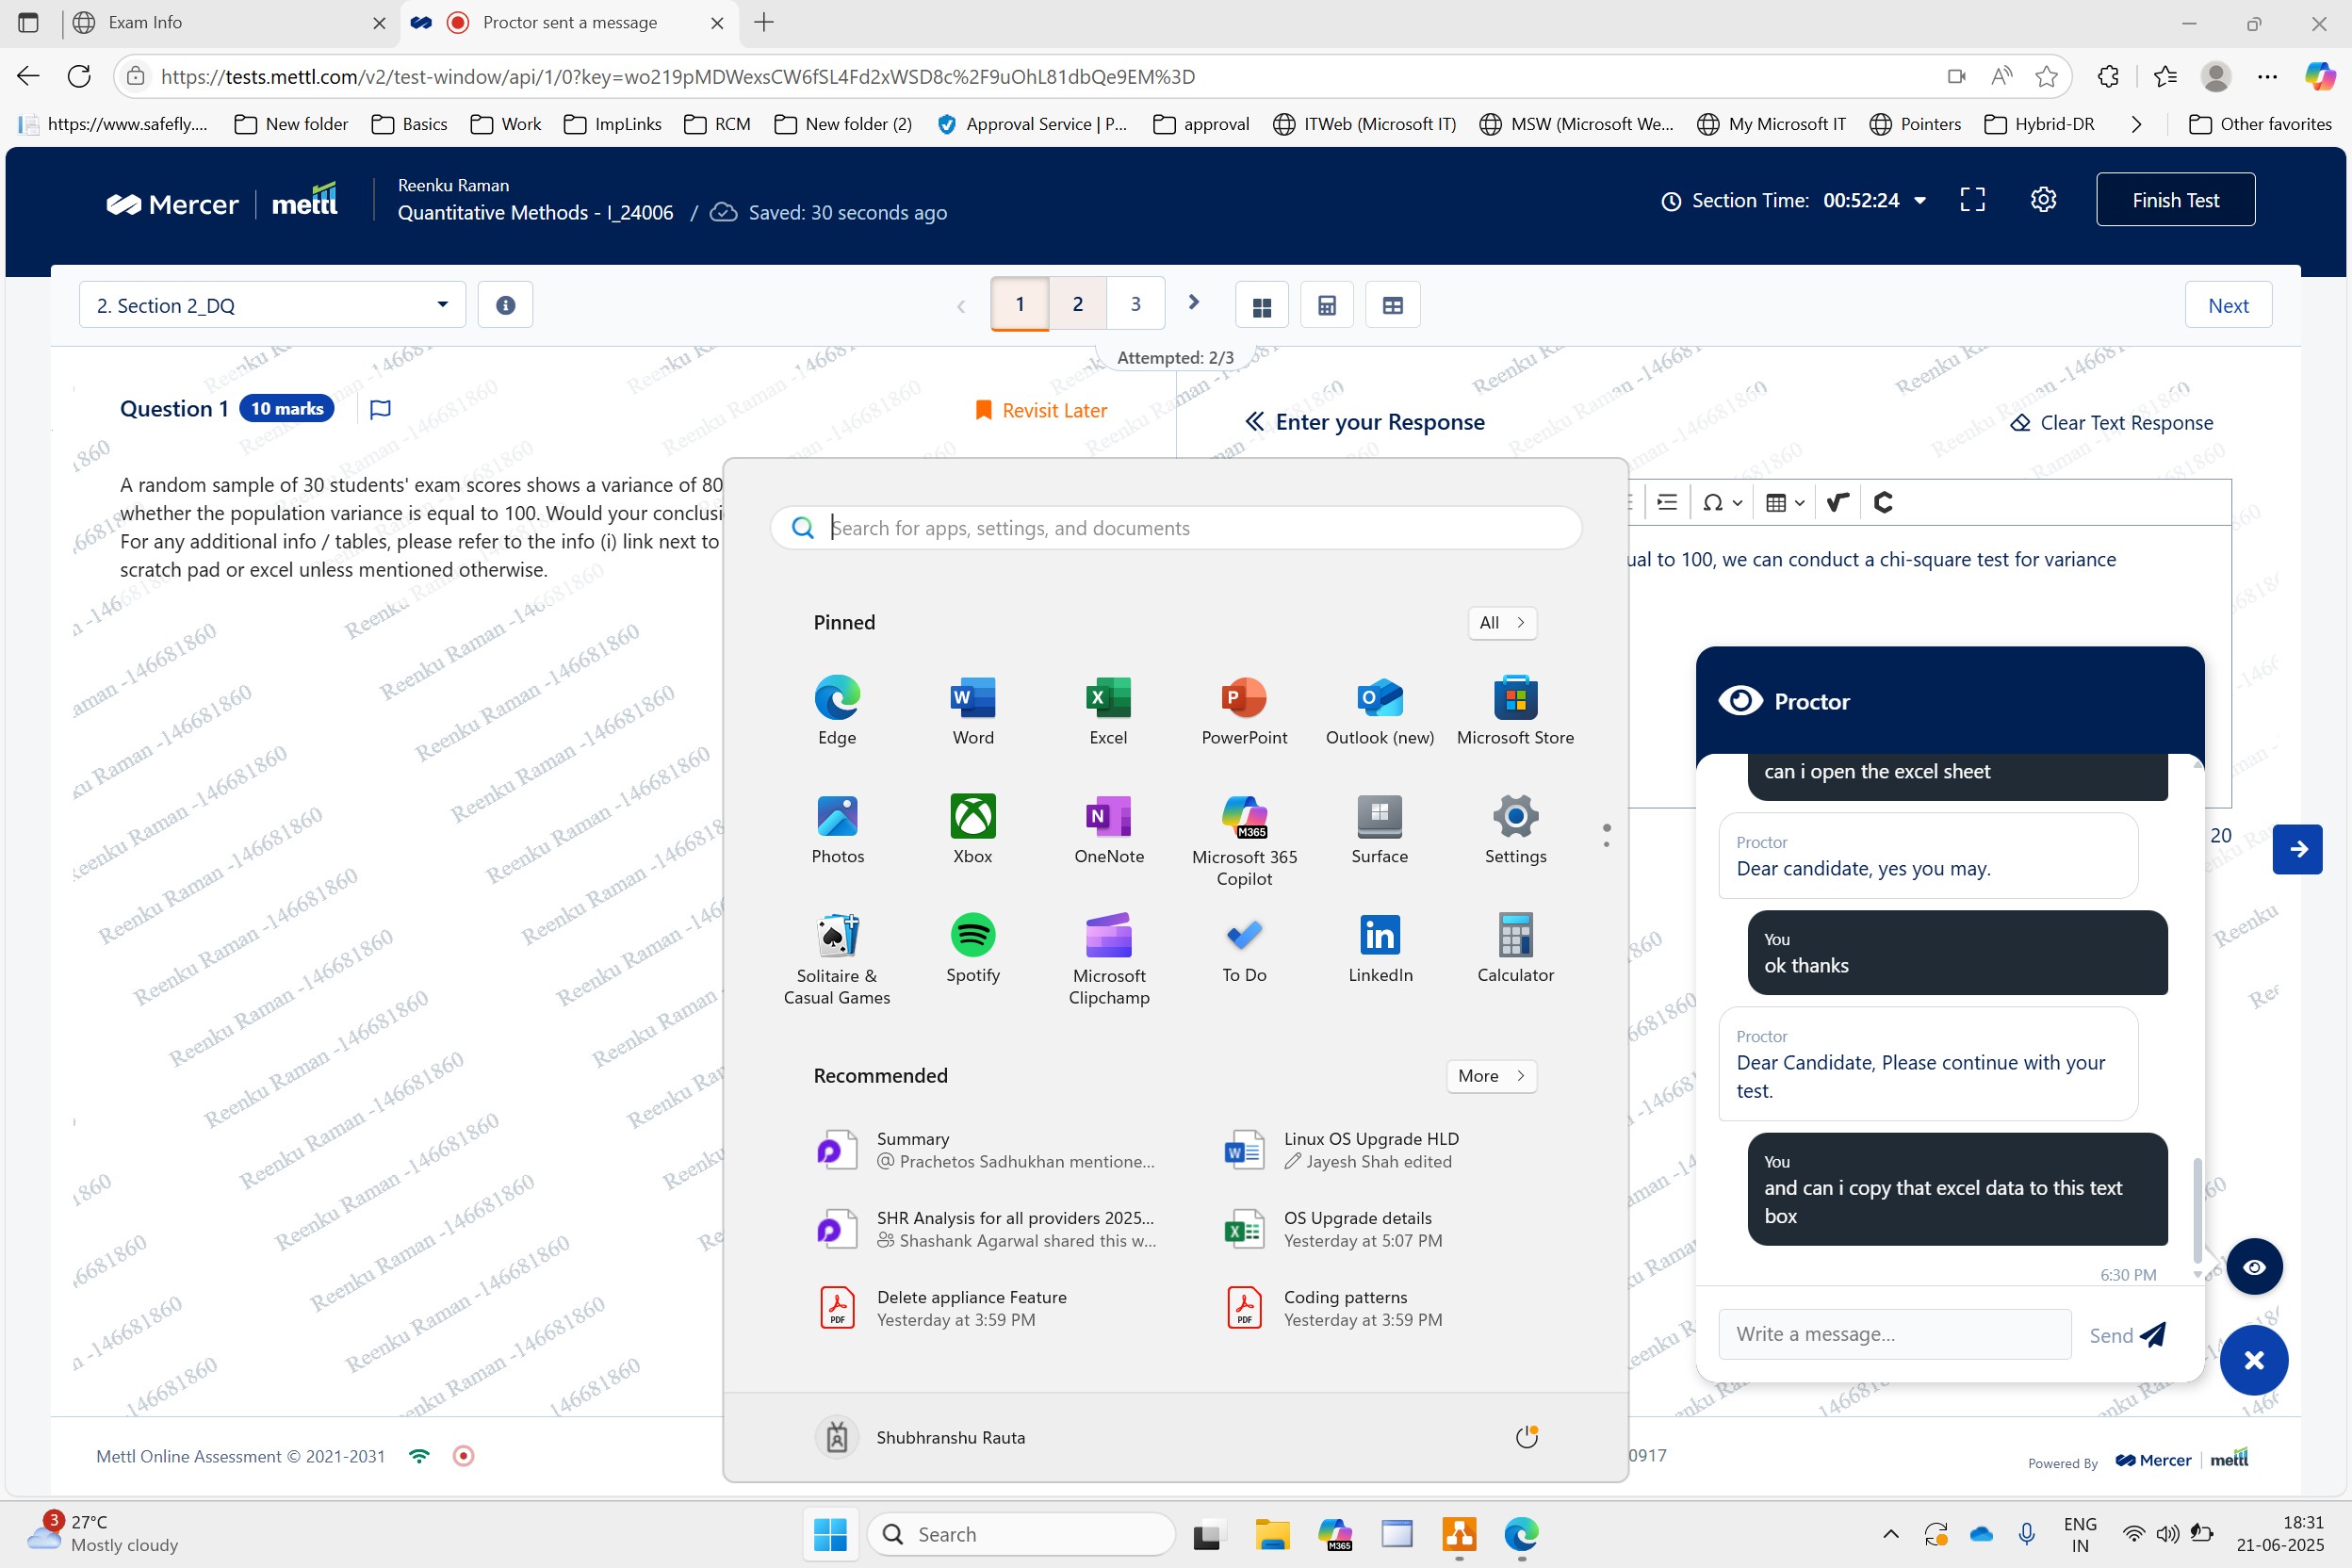 Exam Info
Proctor sent a message
https://tests.mettl.com/v2/test-window/api/1/0?key=wo219pMDWexsCW6fSL4Fd2xWSD8c%2F9uOhL81dbQe9EM%3D
https://www.safefly....
New folder
Basics
Work
ImpLinks
RCM
New folder (2)
Approval Service | P...
approval
ITWeb (Microsoft IT)
MSW (Microsoft We...
My Microsoft IT
Pointers
Hybrid-DR
Other favorites
Mercer | mettl
Reenku Raman
Quantitative Methods - I_24006 / Saved: 30 seconds ago
Section Time: 00:52:24
Finish Test
2. Section 2_DQ
1 2 3
Next
Attempted: 2/3
Question 1 10 marks
Revisit Later
Enter your Response
Clear Text Response
A random sample of 30 students' exam scores shows a variance of 80
whether the population variance is equal to 100. Would your conclusi
For any additional info / tables, please refer to the info (i) link next to
scratch pad or excel unless mentioned otherwise.
ual to 100, we can conduct a chi-square test for variance
Reenku Raman -146681860
Search for apps, settings, and documents
Pinned
All
Edge
Word
Excel
PowerPoint
Outlook (new)
Microsoft Store
Photos
Xbox
OneNote
M365
Microsoft 365
Copilot
Surface
Settings
Solitaire &
Casual Games
Spotify
Microsoft
Clipchamp
To Do
LinkedIn
Calculator
Recommended
More
Summary
@ Prachetos Sadhukhan mentione...
Linux OS Upgrade HLD
Jayesh Shah edited
SHR Analysis for all providers 2025...
Shashank Agarwal shared this w...
OS Upgrade details
Yesterday at 5:07 PM
PDF
Delete appliance Feature
Yesterday at 3:59 PM
PDF
Coding patterns
Yesterday at 3:59 PM
Shubhranshu Rauta
Proctor
can i open the excel sheet
Proctor
Dear candidate, yes you may.
You
ok thanks
Proctor
Dear Candidate, Please continue with your
test.
You
and can i copy that excel data to this text
box
6:30 PM
Write a message...
Send
20
Mettl Online Assessment © 2021-2031
0917
Powered By Mercer | mettl
3
27°C
Mostly cloudy
Search
M365
ENG
IN
18:31
21-06-2025